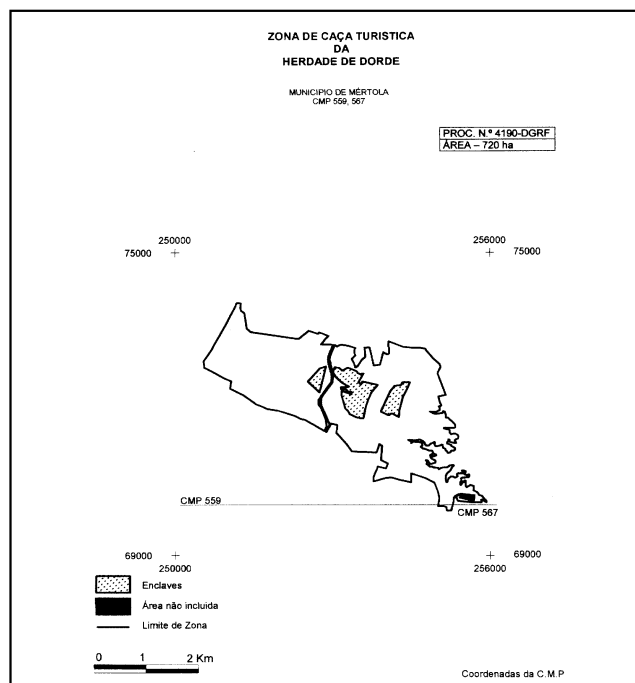 ZONA DE CAÇA TURISTICA
DA
HERDADE DE DORDE
MUNICIPIO DE MÉRTOLA
CMP 559, 567
PROC. N.º 4190-DGRF
ÁREA – 720 ha
250000
256000
75000
75000
CMP 559
CMP 567
69000
69000
250000
256000
Enclaves
Área não incluida
Limite de Zona
0 1 2 Km
Coordenadas da C.M.P